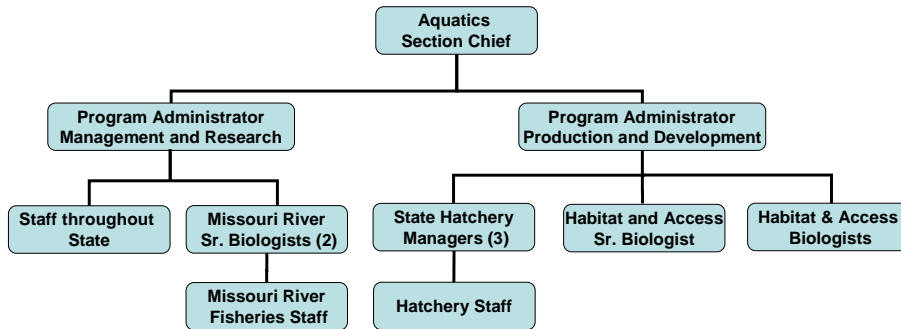 Aquatics
Section Chief
Program Administrator
Management and Research
Program Administrator
Production and Development
Staff throughout
State
Missouri River
Sr. Biologists (2)
State Hatchery
Managers (3)
Habitat and Access
Sr. Biologist
Habitat & Access
Biologists
Missouri River
Fisheries Staff
Hatchery Staff